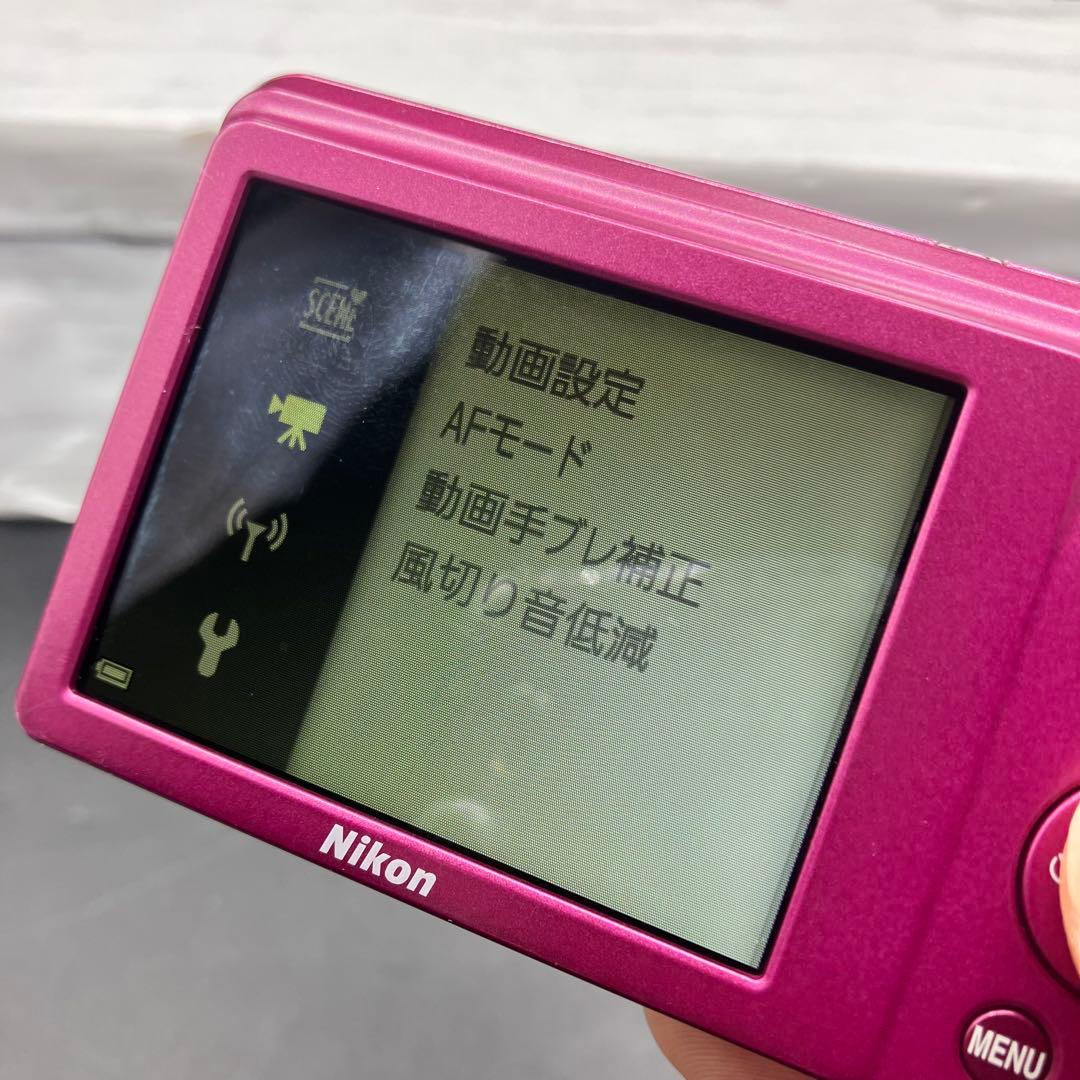 SCENE
動画設定
AFモード
動画手ブレ補正
風切り音低減
Nikon
MENU